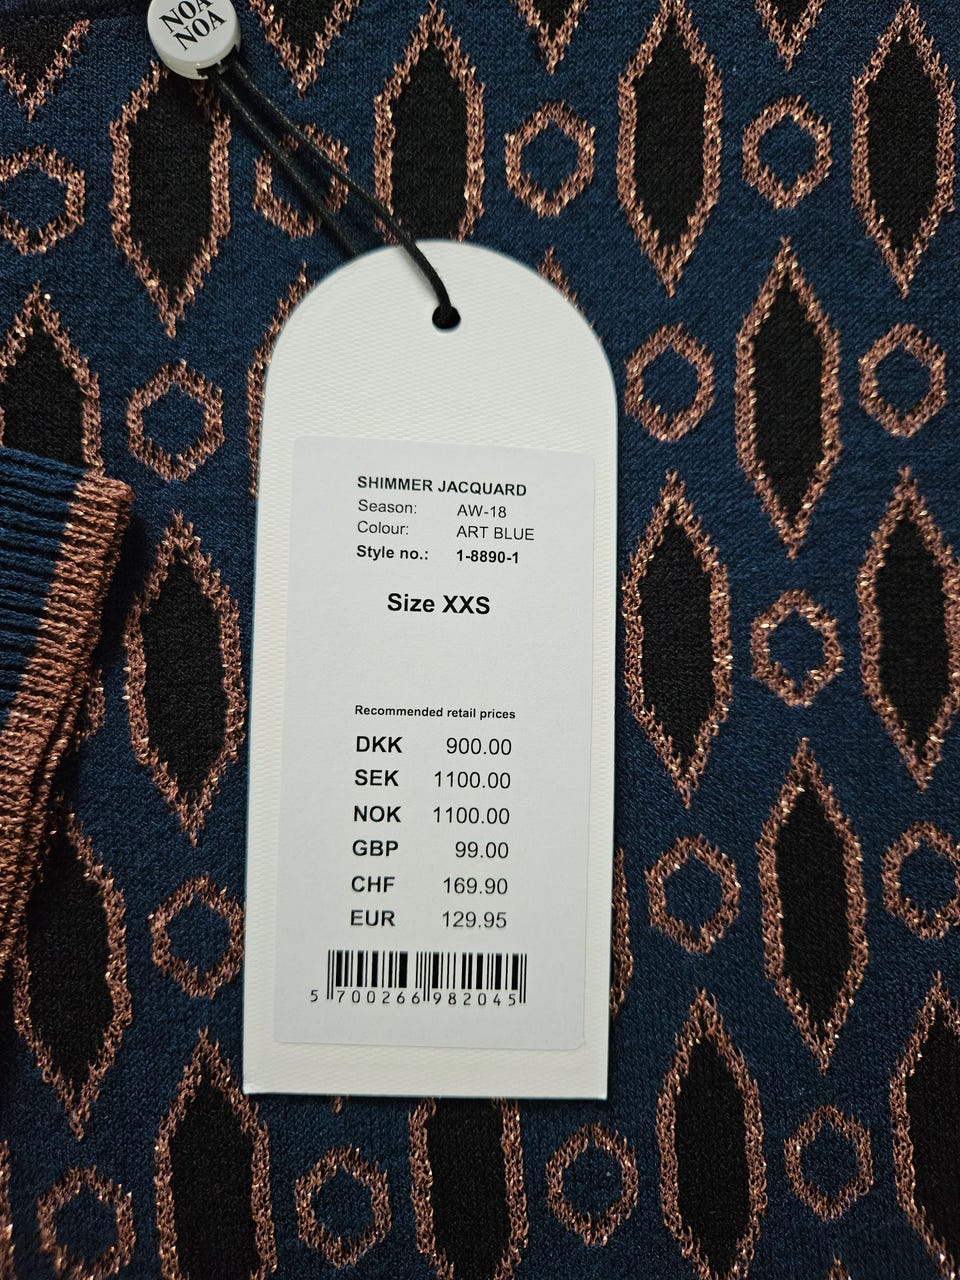 NOA
NOA
SHIMMER JACQUARD
Season: AW-18
Colour: ART BLUE
Style no.: 1-8890-1
Size XXS
Recommended retail prices
DKK 900.00
SEK 1100.00
NOK 1100.00
GBP 99.00
CHF 169.90
EUR 129.95
5 700266 982045